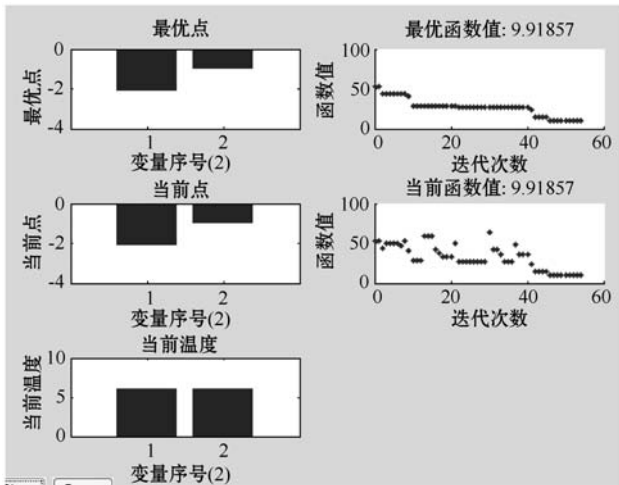 最优点
0
-2
-4
最优点
1 2
变量序号(2)
最优函数值: 9.91857
100
50
0
函数值
0 20 40 60
迭代次数
当前点
0
-2
-4
当前点
1 2
变量序号(2)
当前函数值: 9.91857
100
50
0
函数值
0 20 40 60
迭代次数
当前温度
10
5
0
当前温度
1 2
变量序号(2)